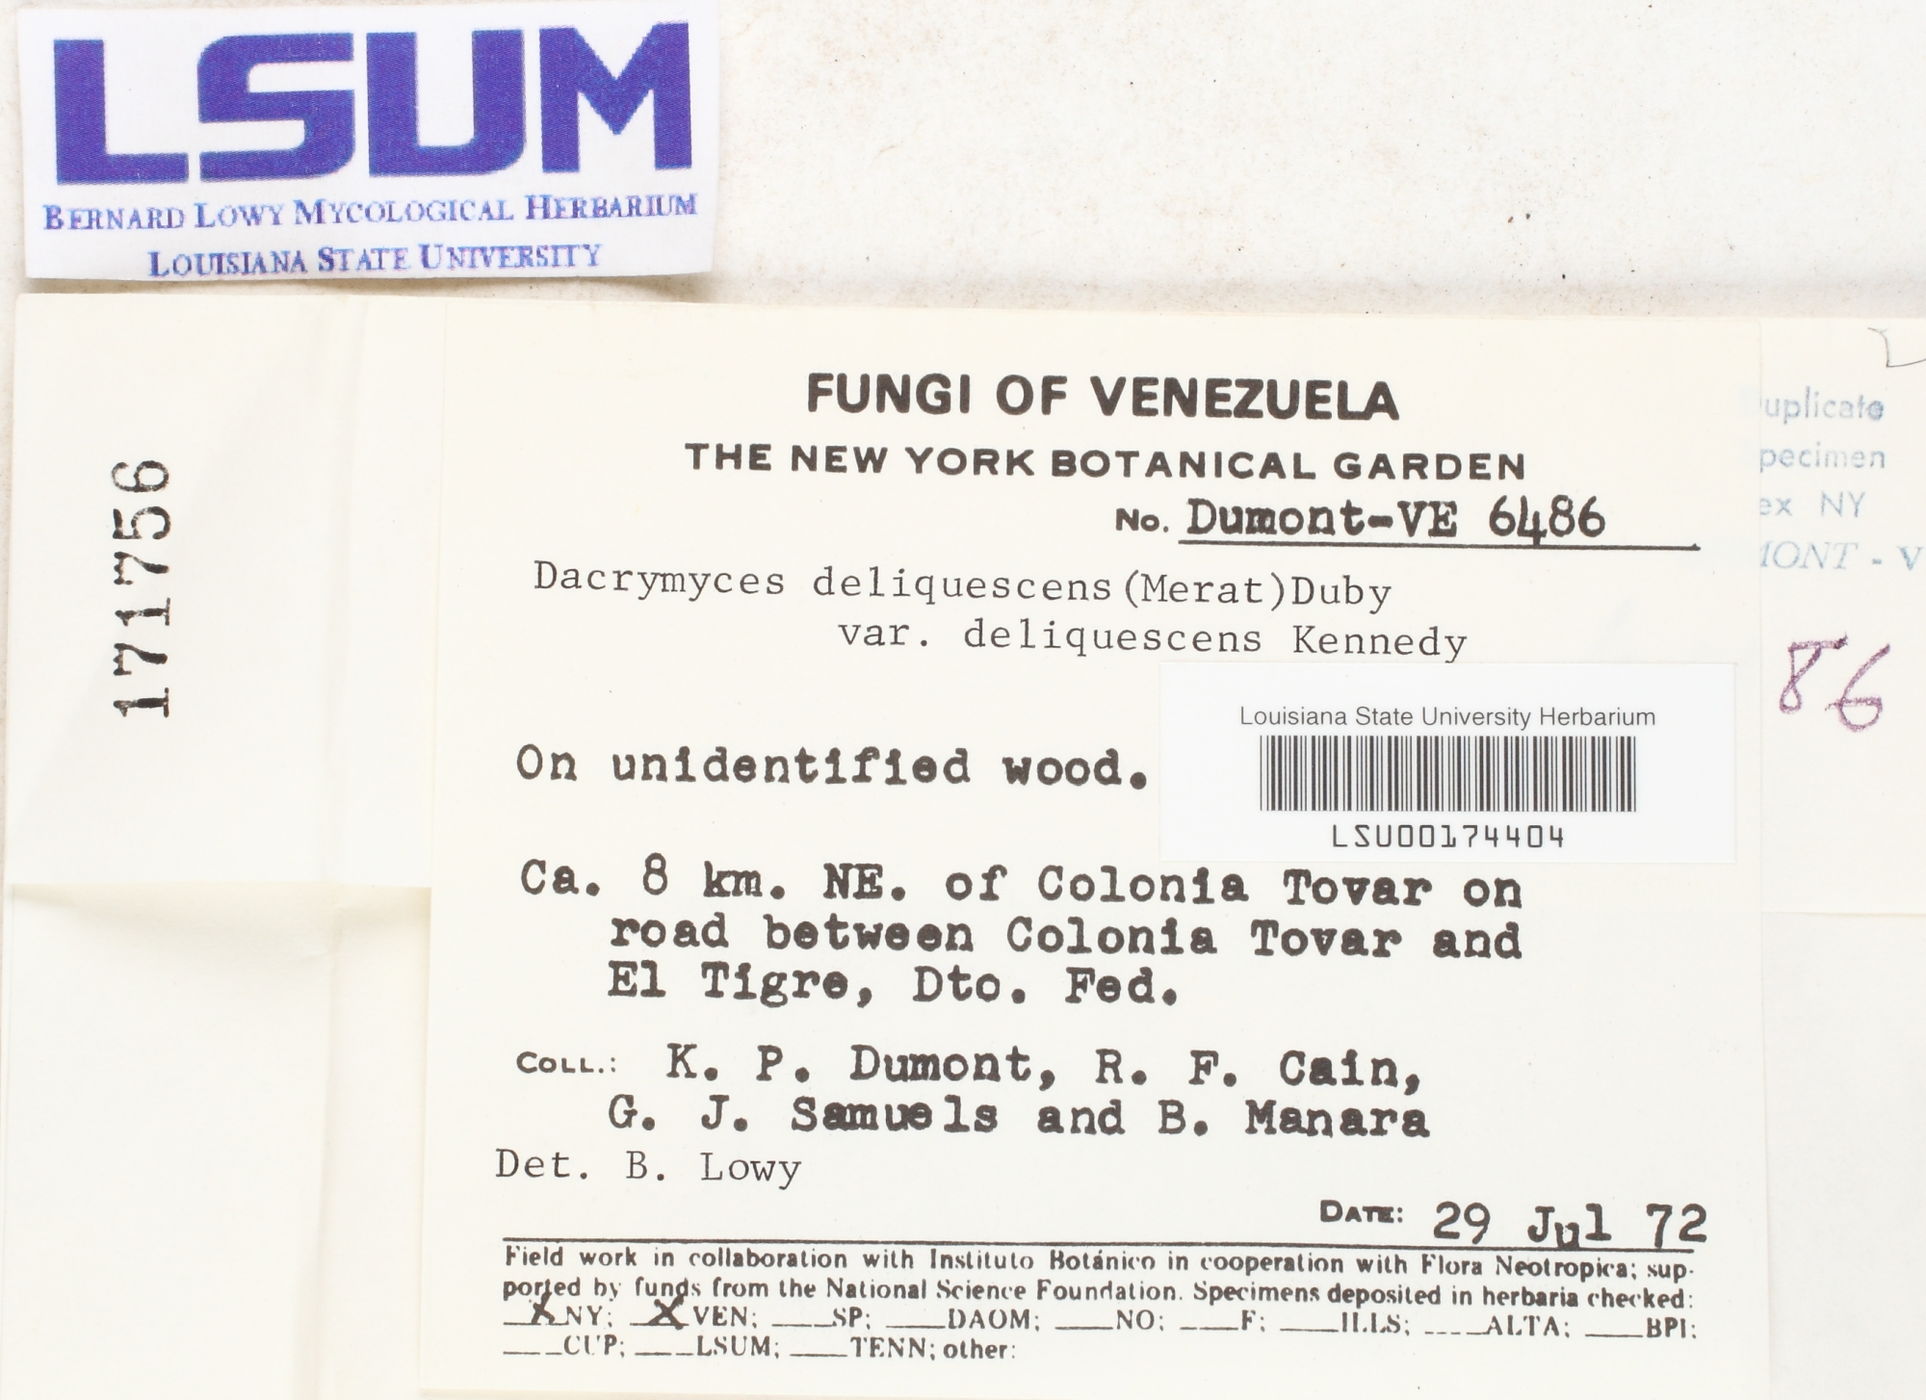 LSUM
BERNARD LOWY MYCOLOGICAL HERBARIUM
LOUISIANA STATE UNIVERSITY
171756
FUNGI OF VENEZUELA
THE NEW YORK BOTANICAL GARDEN
No. Dumont-VE 6486
Dacrymyces deliquescens (Merat) Duby
var. deliquescens Kennedy
Louisiana State University Herbarium
LSU00174404
On unidentified wood.
Ca. 8 km. NE. of Colonia Tovar on
road between Colonia Tovar and
El Tigre, Dto. Fed.
COLL.: K. P. Dumont, R. F. Cain,
G. J. Samuels and B. Manara
Det. B. Lowy
DATE: 29 Jul 72
Field work in collaboration with Instituto Botánico in cooperation with Flora Neotropica; sup-
ported by funds from the National Science Foundation. Specimens deposited in herbaria checked:
X NY; X VEN; ___SP; ___DAOM; ___NO; ___F; ___ILLS; ___ALTA; ___BPI;
___CUP; ___LSUM; ___TENN; other:
uplicate
pecimen
ex NY
MONT - V
86